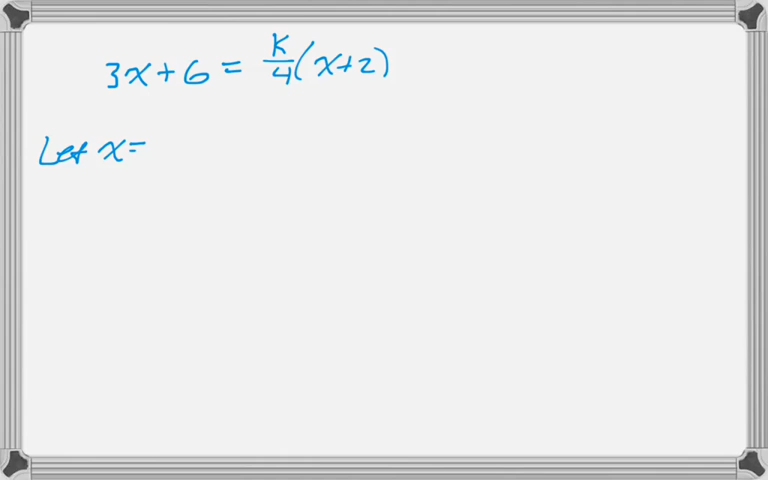 3x+6= k/4(x+2)
Let x=